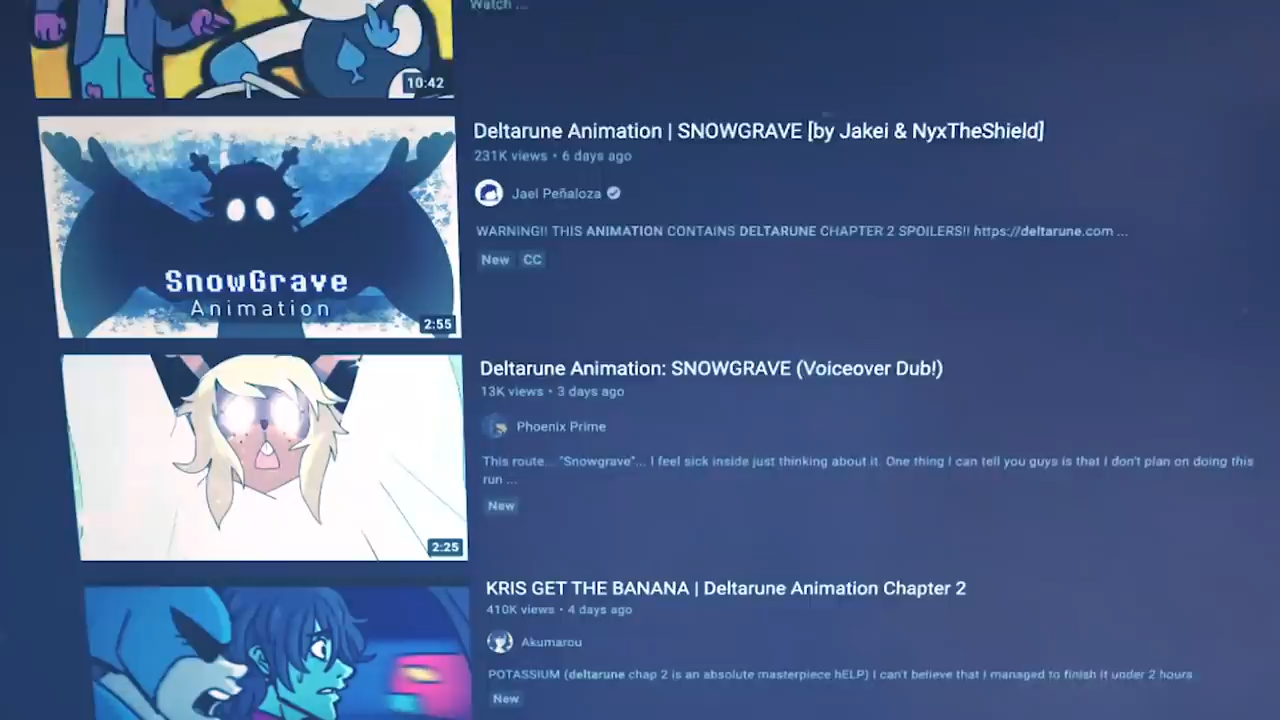 Watch ...
10:42
Deltarune Animation | SNOWGRAVE [by Jakei & NyxTheShield]
231K views • 6 days ago
Jael Peñaloza
WARNING!! THIS ANIMATION CONTAINS DELTARUNE CHAPTER 2 SPOILERS!! https://deltarune.com ...
New CC
SnowGrave
Animation
2:55
Deltarune Animation: SNOWGRAVE (Voiceover Dub!)
13K views • 3 days ago
Phoenix Prime
This route... "Snowgrave"... I feel sick inside just thinking about it. One thing I can tell you guys is that I don't plan on doing this
run ...
New
2:25
KRIS GET THE BANANA | Deltarune Animation Chapter 2
410K views • 4 days ago
Akumarou
POTASSIUM (deltarune chap 2 is an absolute masterpiece hELP) I can't believe that I managed to finish it under 2 hours
New